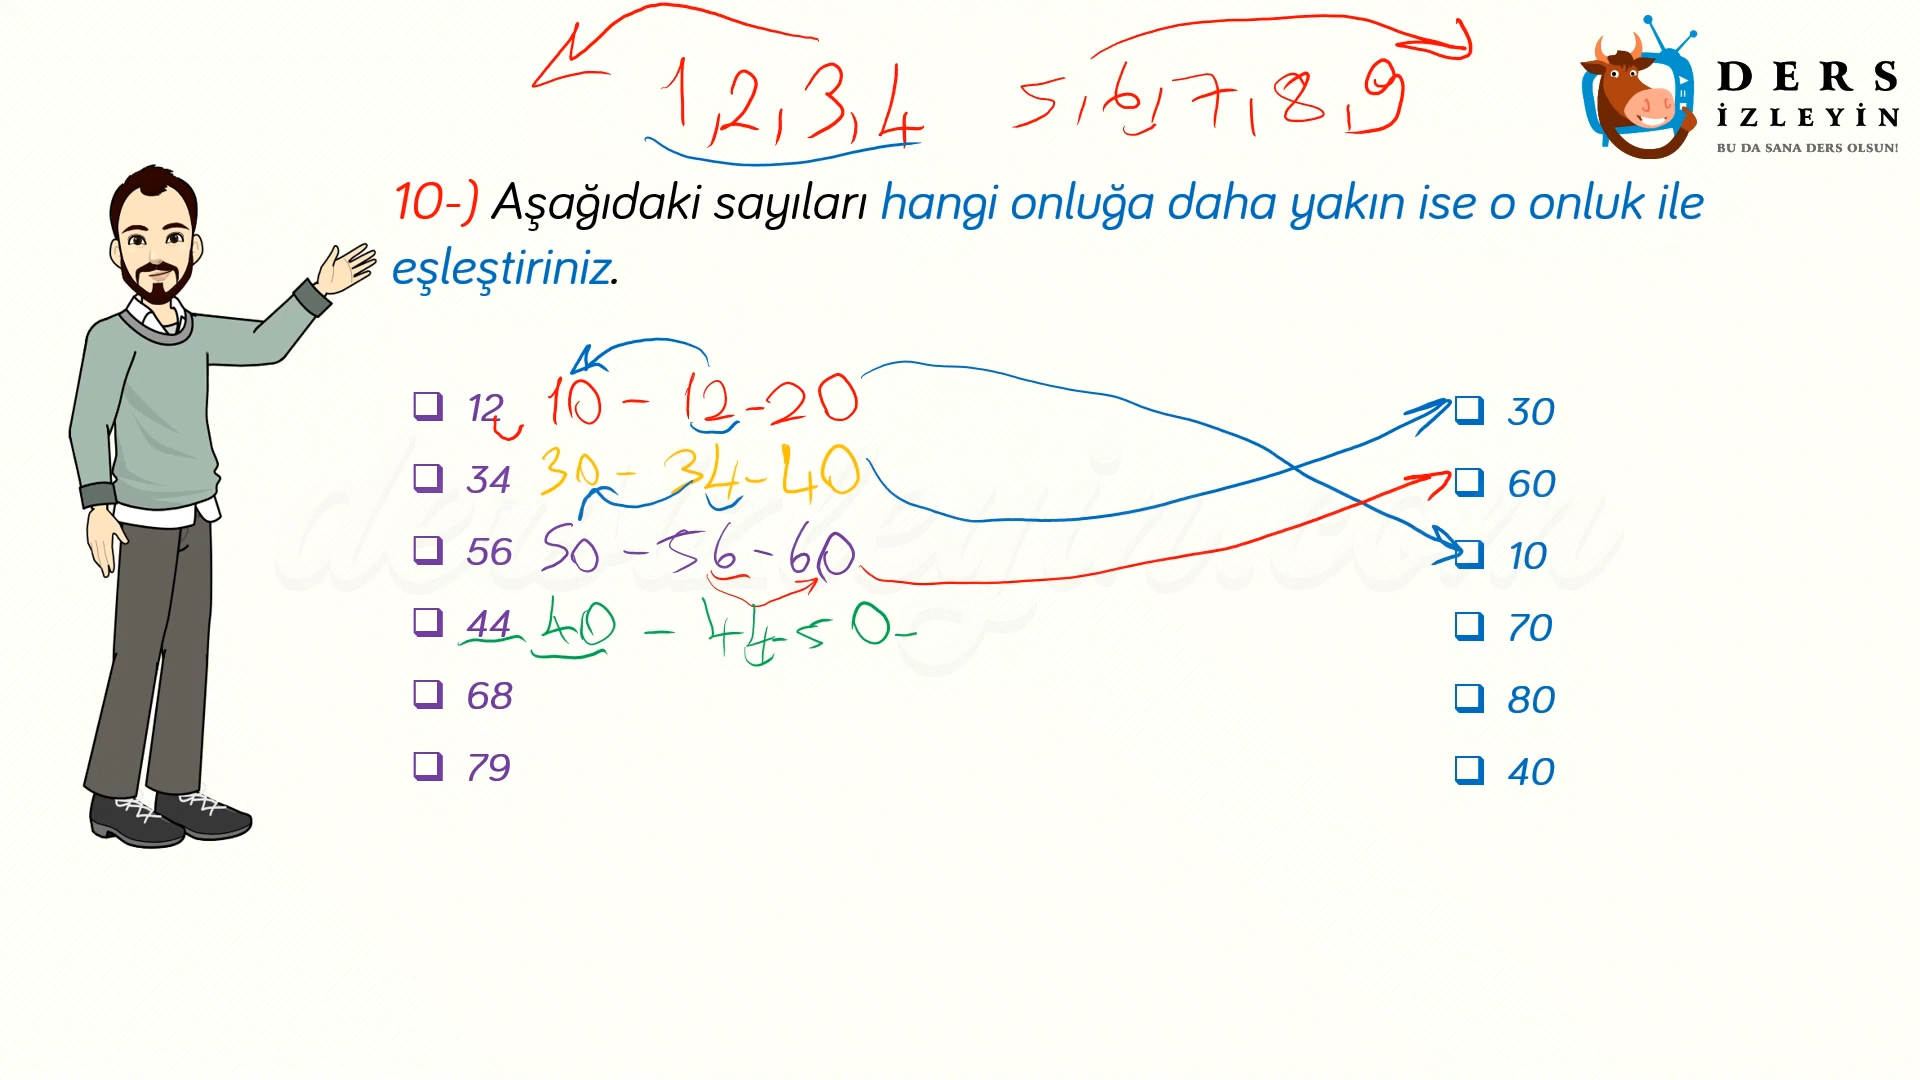 1,2,3,4 5,6,7,8,9
DERS
İZLEYİN
BU DA SANA DERS OLSUN!
10-) Aşağıdaki sayıları hangi onluğa daha yakın ise o onluk ile
eşleştiriniz.
12 10 - 12 - 20 30
34 30 - 34 - 40 60
56 50 - 56 - 60 10
44 40 - 44 - 50 - 70
68 80
79 40
dersizleyin.com